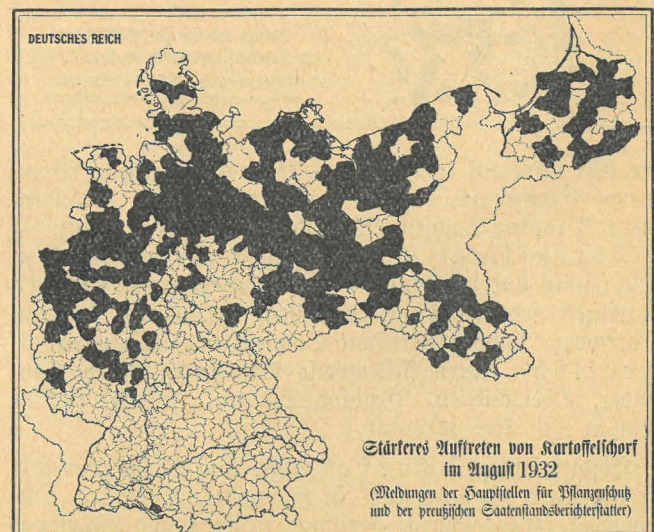 DEUTSCHES REICH
Stärkeres Auftreten von Kartoffelschorf
im August 1932
(Meldungen der Hauptstellen für Pflanzenschutz
und der preußischen Saatenstandsberichterstatter)